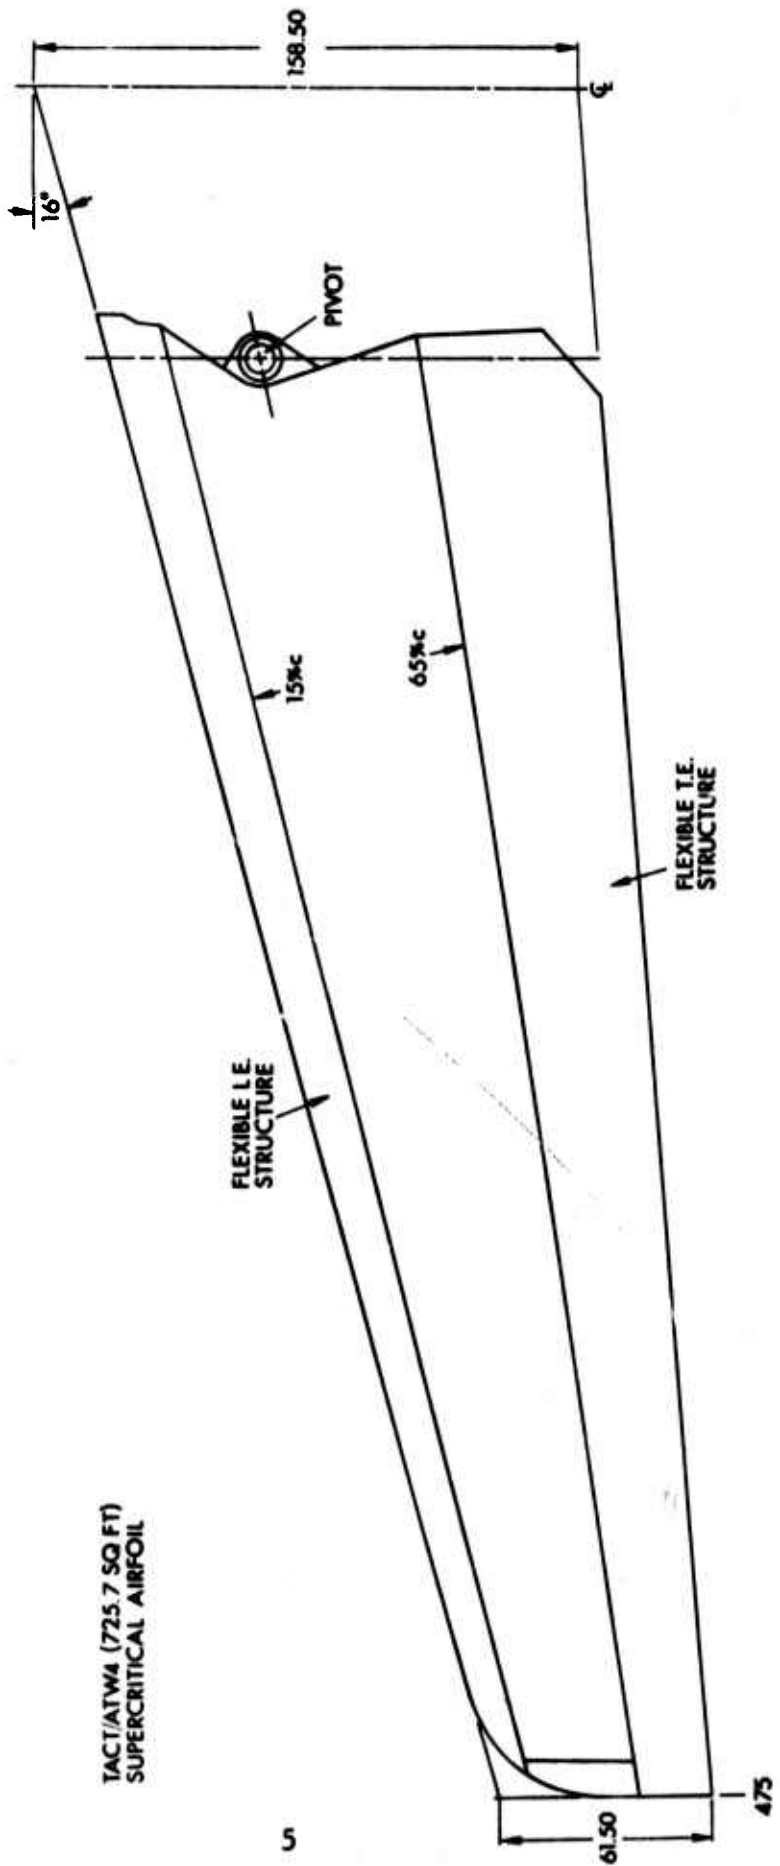 TACT/ATW4 (725.7 SQ FT)
SUPERCRITICAL AIRFOIL
FLEXIBLE L.E.
STRUCTURE
15%c
65%c
FLEXIBLE T.E.
STRUCTURE
PIVOT
16°
158.50
℄
61.50
475
5